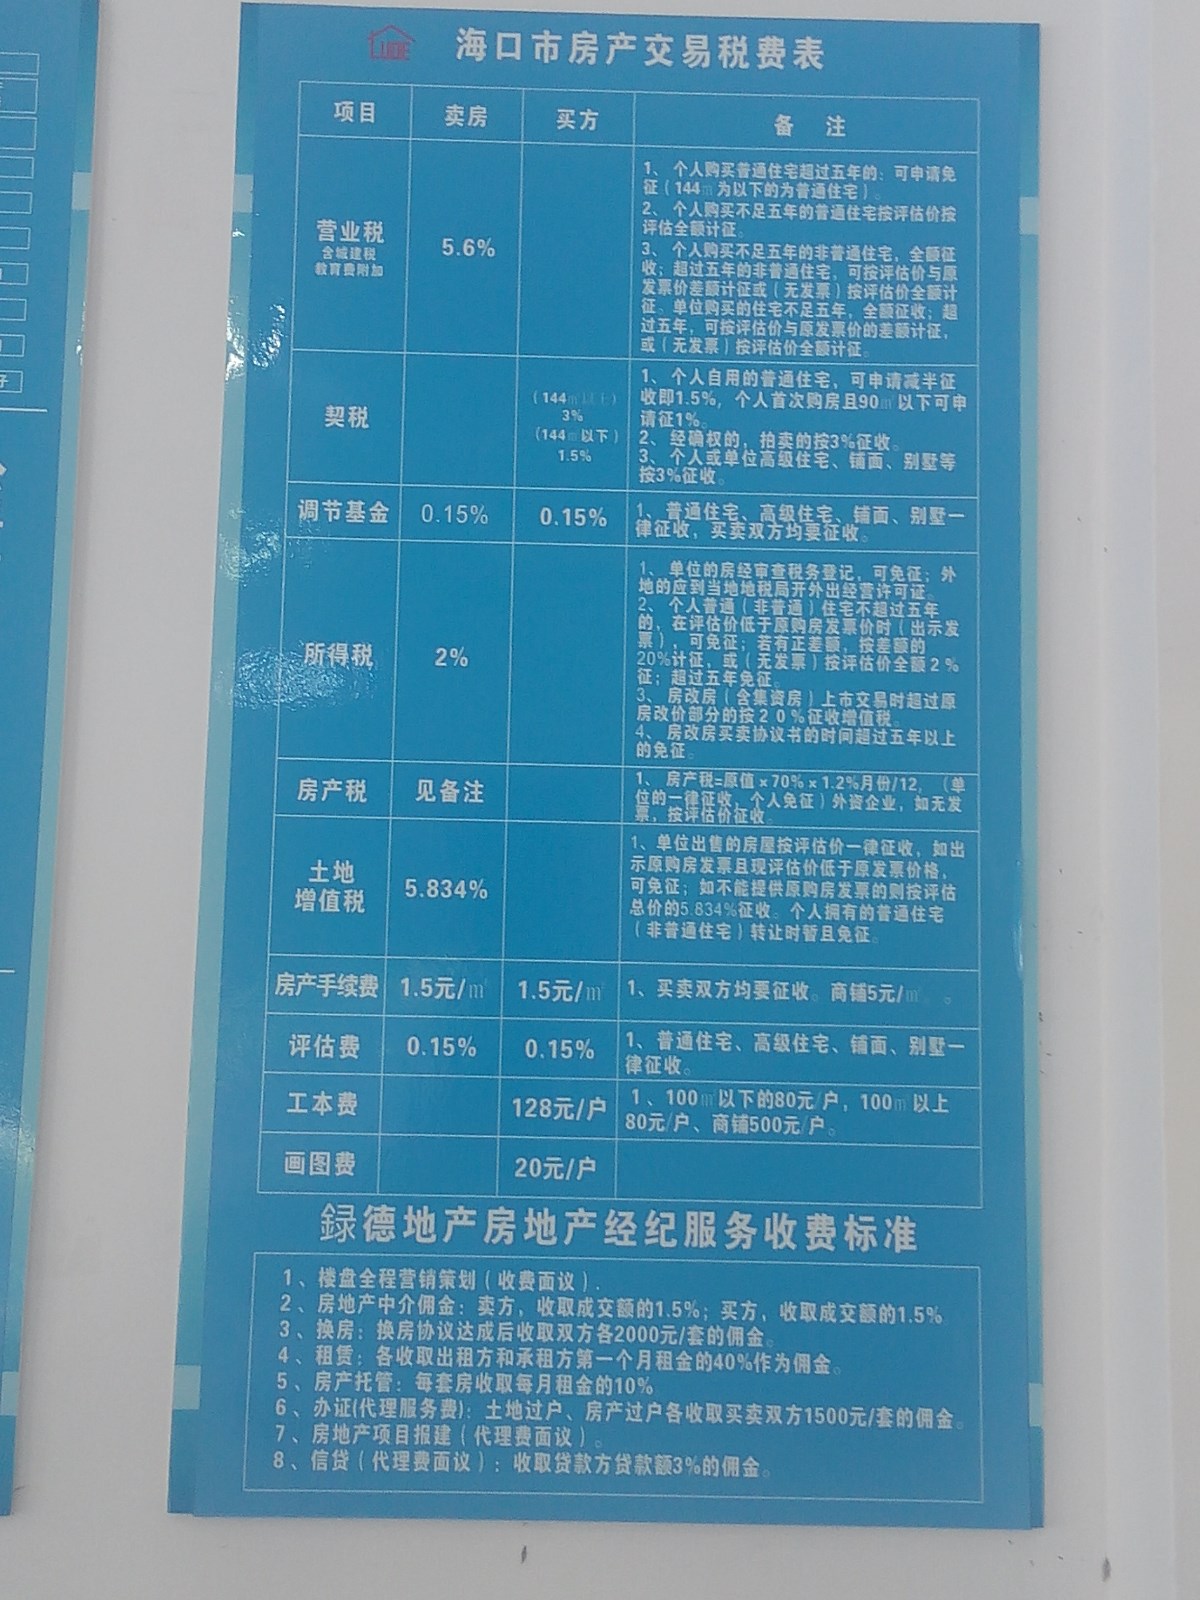 LUDE 海口市房产交易税费表
项目 卖房 买方 备 注
营业税
含城建税
教育费附加
5.6%
1、个人购买普通住宅超过五年的：可申请免
征（144㎡为以下的为普通住宅）。
2、个人购买不足五年的普通住宅按评估价按
评估全额计征。
3、个人购买不足五年的非普通住宅，全额征
收；超过五年的非普通住宅，可按评估价与原
发票价差额计征或（无发票）按评估价全额计
征。单位购买的住宅不足五年，全额征收；超
过五年，可按评估价与原发票价的差额计征，
或（无发票）按评估价全额计征。
契税
（144㎡以上）
3%
（144㎡以下）
1.5%
1、个人自用的普通住宅，可申请减半征
收即1.5%，个人首次购房且90㎡以下可申
请征1%。
2、经确权的，拍卖的按3%征收。
3、个人或单位高级住宅、铺面、别墅等
按3%征收。
调节基金 0.15% 0.15%
1、普通住宅、高级住宅、铺面、别墅一
律征收，买卖双方均要征收。
所得税 2%
1、单位的房经审查税务登记，可免征；外
地的应到当地地税局开外出经营许可证。
2、个人普通（非普通）住宅不超过五年
的，在评估价低于原购房发票价时（出示发
票），可免征；若有正差额，按差额的
20%计征，或（无发票）按评估价全额2%
征；超过五年免征。
3、房改房（含集资房）上市交易时超过原
房改价部分的按20%征收增值税。
4、房改房买卖协议书的时间超过五年以上
的免征。
房产税 见备注
1、房产税=原值x70%x1.2%月份/12，（单
位的一律征收，个人免征）外资企业，如无发
票，按评估价征收。
土地
增值税
5.834%
1、单位出售的房屋按评估价一律征收，如出
示原购房发票且现评估价低于原发票价格，
可免征；如不能提供原购房发票的则按评估
总价的5.834%征收。个人拥有的普通住宅
（非普通住宅）转让时暂且免征。
房产手续费 1.5元/㎡ 1.5元/㎡ 1、买卖双方均要征收。商铺5元/㎡。
评估费 0.15% 0.15%
1、普通住宅、高级住宅、铺面、别墅一
律征收。
工本费 128元/户
1、100㎡以下的80元/户，100㎡以上
80元/户、商铺500元/户。
画图费 20元/户
録德地产房地产经纪服务收费标准
1、楼盘全程营销策划（收费面议）.
2、房地产中介佣金：卖方，收取成交额的1.5%；买方，收取成交额的1.5%
3、换房：换房协议达成后收取双方各2000元/套的佣金。
4、租赁：各收取出租方和承租方第一个月租金的40%作为佣金。
5、房产托管：每套房收取每月租金的10%
6、办证(代理服务费)：土地过户、房产过户各收取买卖双方1500元/套的佣金。
7、房地产项目报建（代理费面议）。
8、信贷（代理费面议）：收取贷款方贷款额3%的佣金。